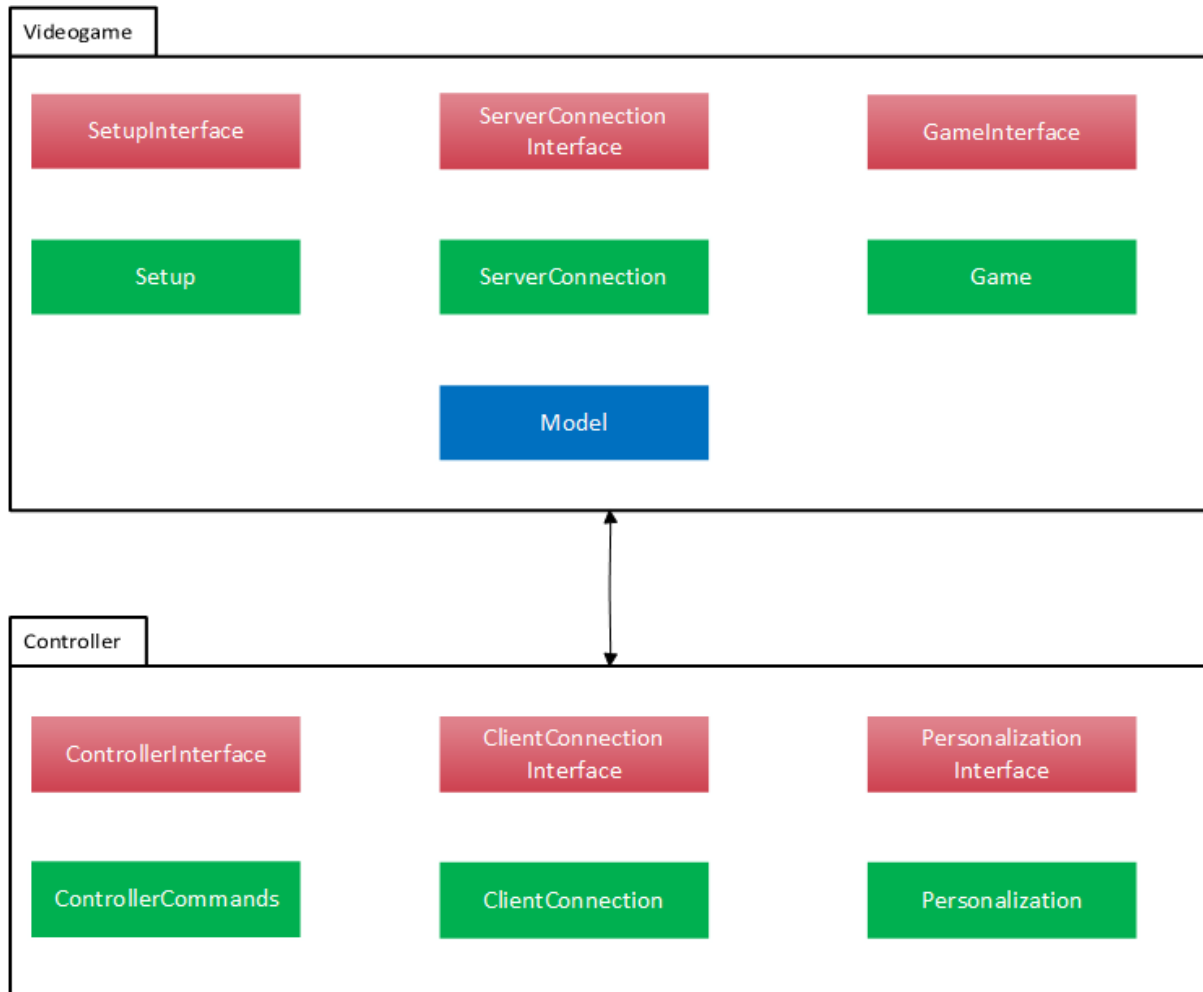 Videogame
SetupInterface
ServerConnection
Interface
GameInterface
Setup
ServerConnection
Game
Model
Controller
ControllerInterface
ClientConnection
Interface
Personalization
Interface
ControllerCommands
ClientConnection
Personalization